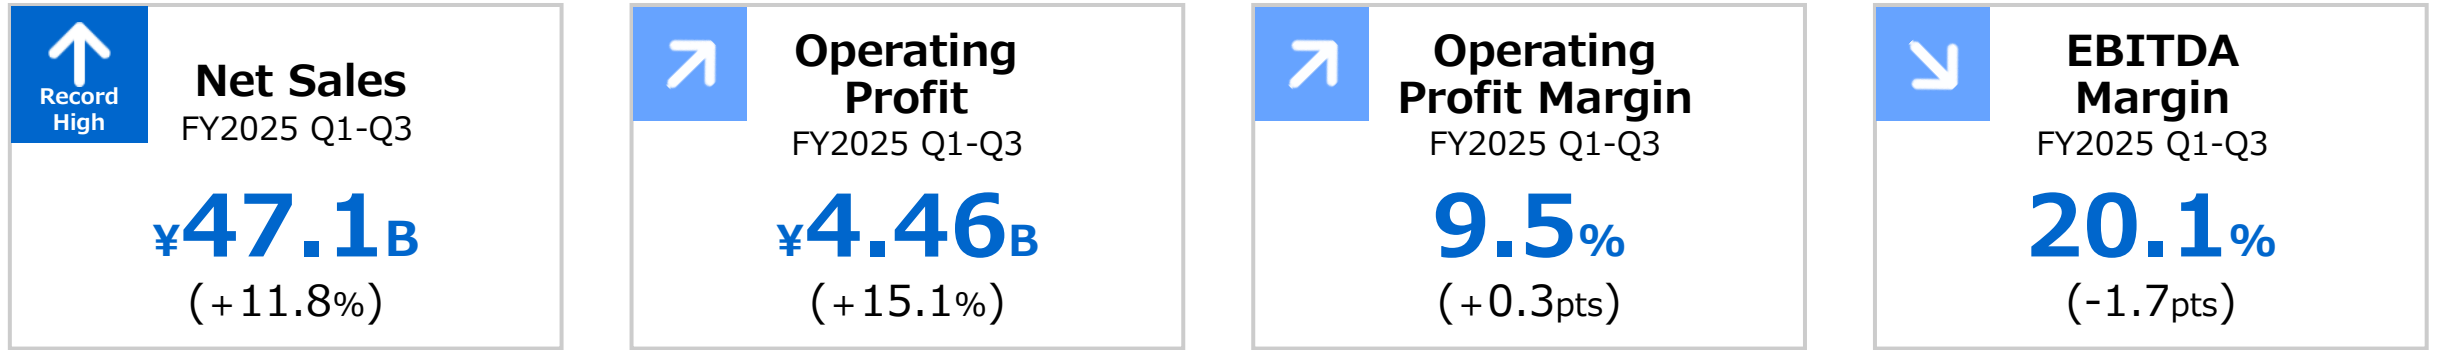 Record
High
Net Sales
FY2025 Q1-Q3
¥47.1B
(+11.8%)
Operating
Profit
FY2025 Q1-Q3
¥4.46B
(+15.1%)
Operating
Profit Margin
FY2025 Q1-Q3
9.5%
(+0.3pts)
EBITDA
Margin
FY2025 Q1-Q3
20.1%
(-1.7pts)